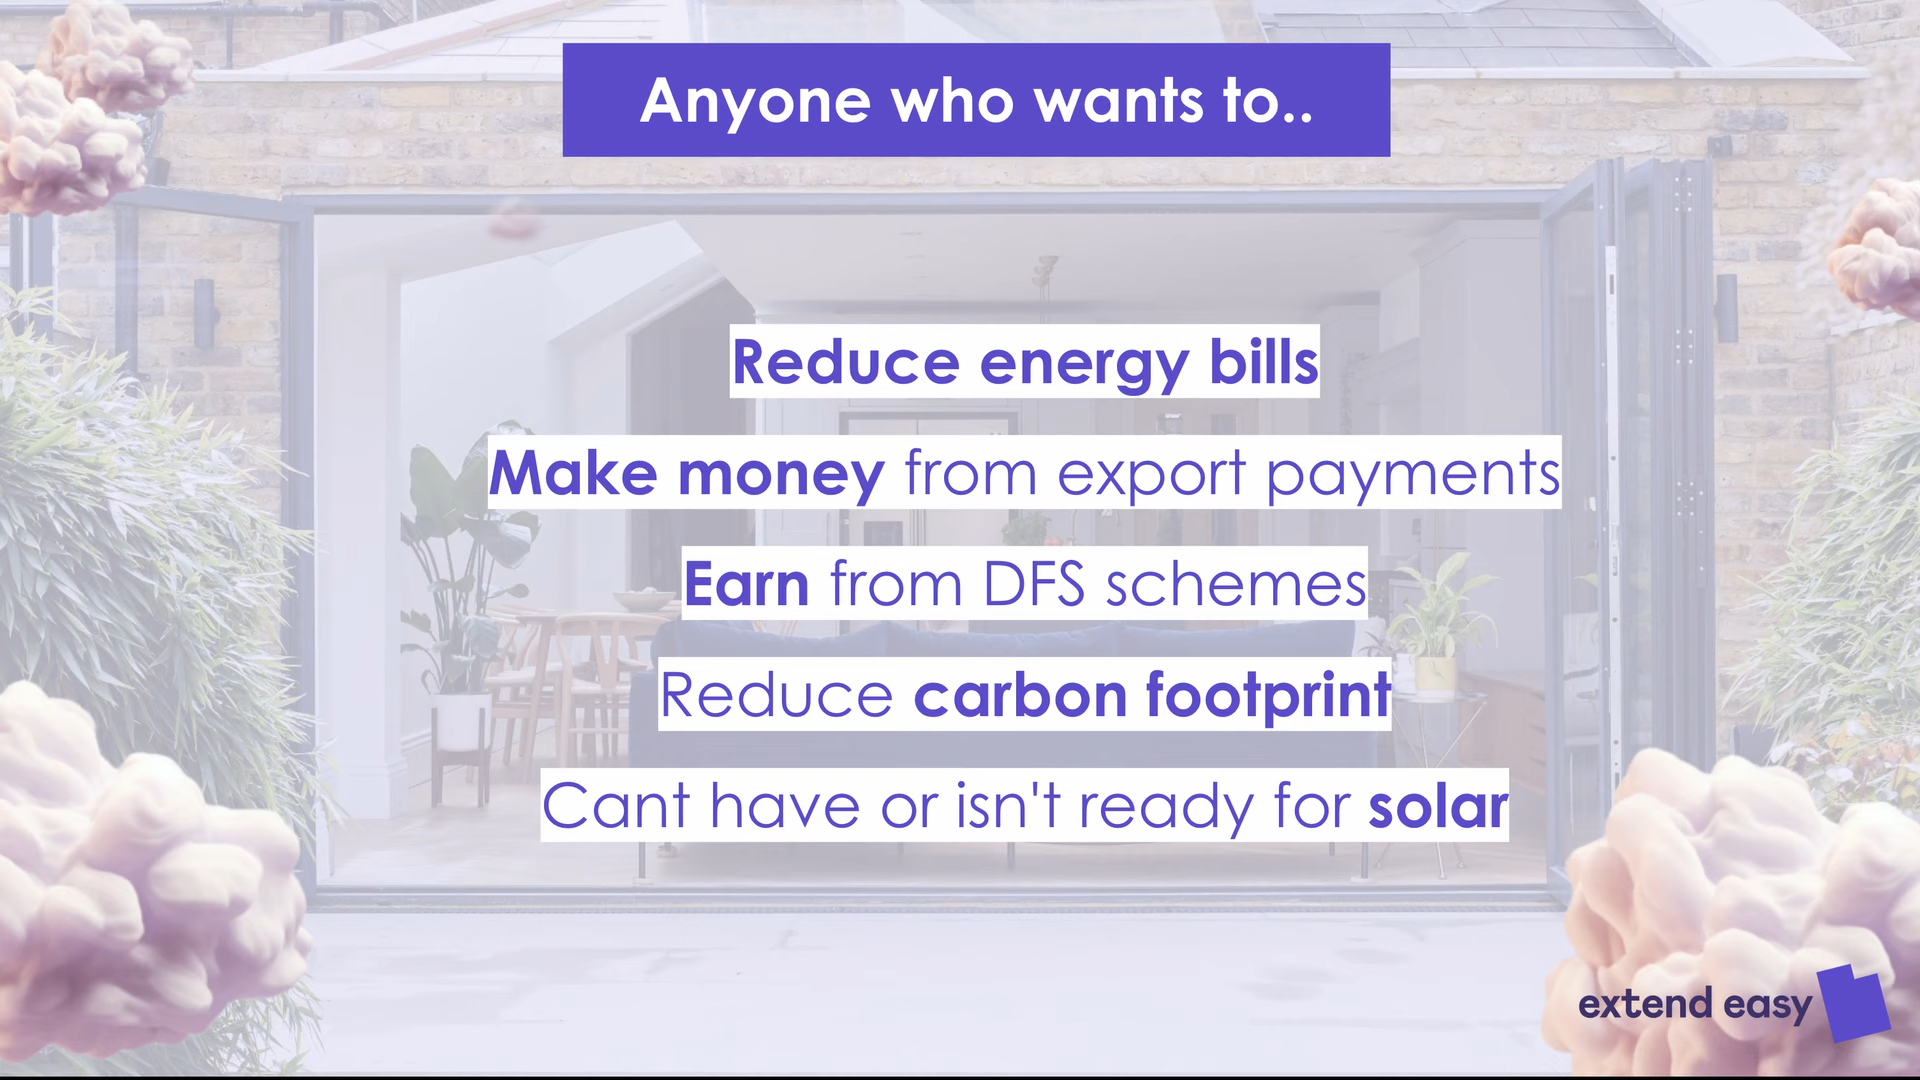 Anyone who wants to..
Reduce energy bills
Make money from export payments
Earn from DFS schemes
Reduce carbon footprint
Cant have or isn't ready for solar
extend easy